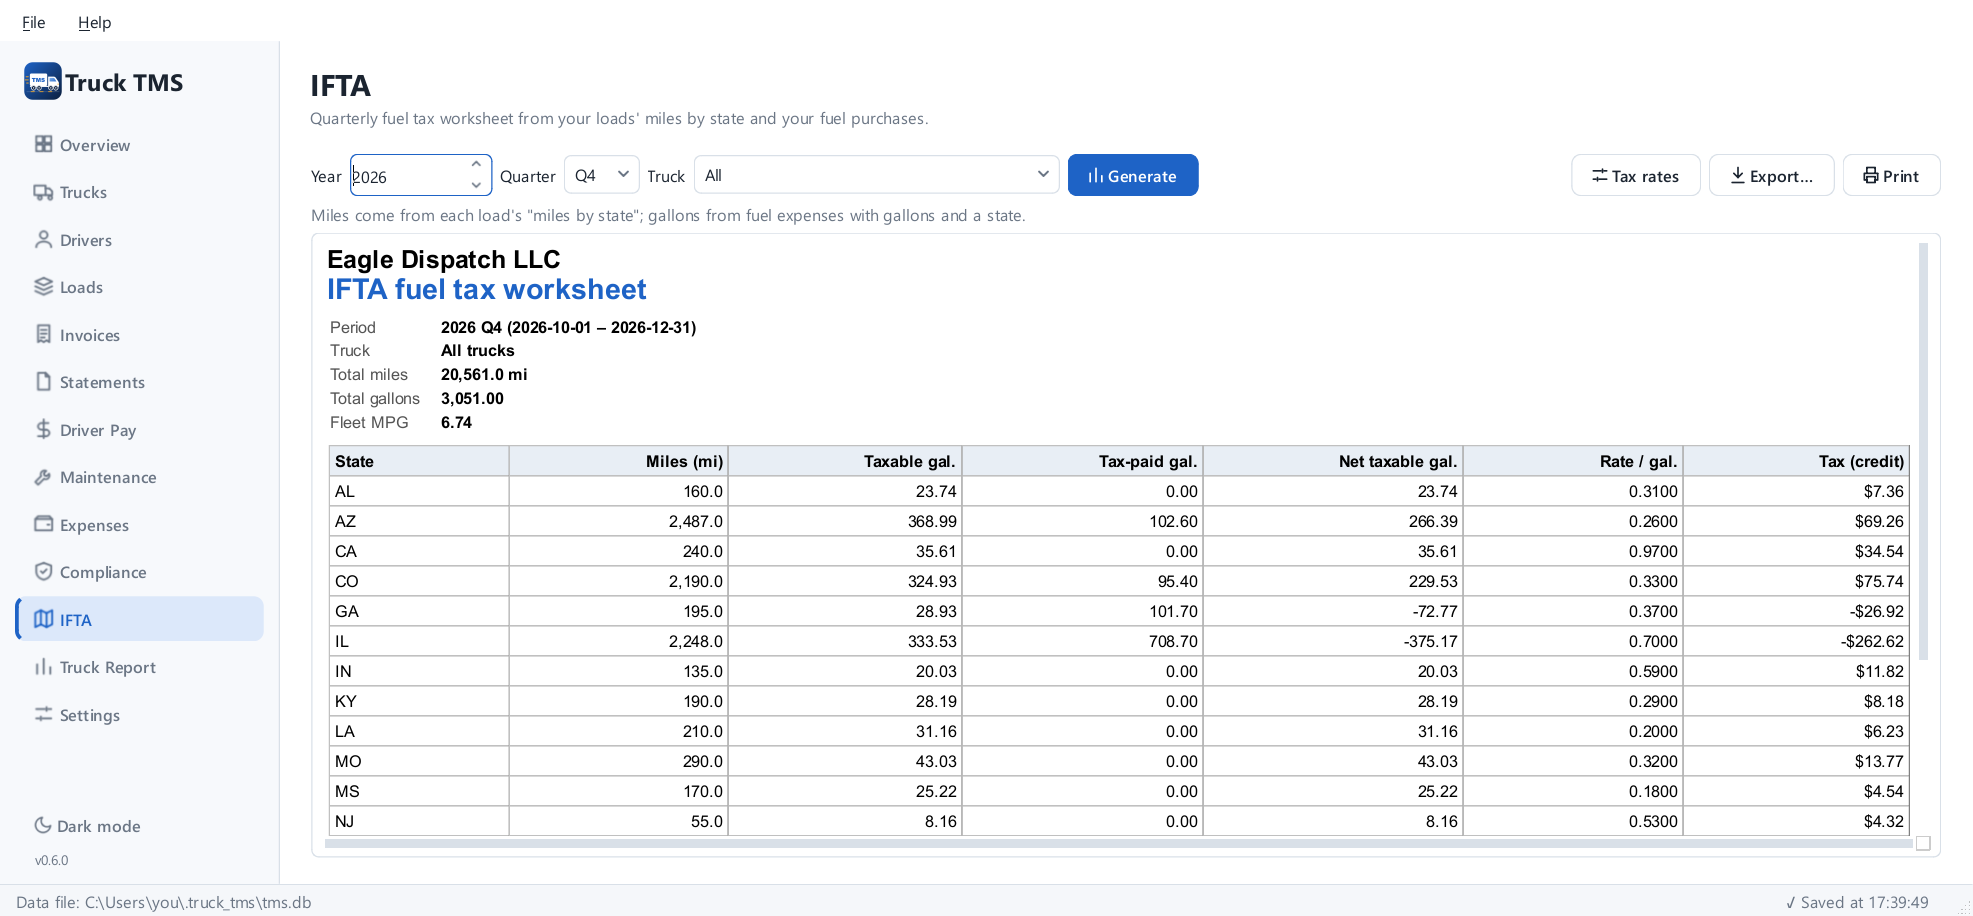 File Help
Truck TMS
Overview
Trucks
Drivers
Loads
Invoices
Statements
Driver Pay
Maintenance
Expenses
Compliance
IFTA
Truck Report
Settings
Dark mode
v0.6.0
IFTA
Quarterly fuel tax worksheet from your loads' miles by state and your fuel purchases.
Year 2026 Quarter Q4 Truck All Generate Tax rates Export... Print
Miles come from each load's "miles by state"; gallons from fuel expenses with gallons and a state.
Eagle Dispatch LLC
IFTA fuel tax worksheet
Period 2026 Q4 (2026-10-01 – 2026-12-31)
Truck All trucks
Total miles 20,561.0 mi
Total gallons 3,051.00
Fleet MPG 6.74
State Miles (mi) Taxable gal. Tax-paid gal. Net taxable gal. Rate / gal. Tax (credit)
AL 160.0 23.74 0.00 23.74 0.3100 $7.36
AZ 2,487.0 368.99 102.60 266.39 0.2600 $69.26
CA 240.0 35.61 0.00 35.61 0.9700 $34.54
CO 2,190.0 324.93 95.40 229.53 0.3300 $75.74
GA 195.0 28.93 101.70 -72.77 0.3700 -$26.92
IL 2,248.0 333.53 708.70 -375.17 0.7000 -$262.62
IN 135.0 20.03 0.00 20.03 0.5900 $11.82
KY 190.0 28.19 0.00 28.19 0.2900 $8.18
LA 210.0 31.16 0.00 31.16 0.2000 $6.23
MO 290.0 43.03 0.00 43.03 0.3200 $13.77
MS 170.0 25.22 0.00 25.22 0.1800 $4.54
NJ 55.0 8.16 0.00 8.16 0.5300 $4.32
Data file: C:\Users\you\.truck_tms\tms.db
✓ Saved at 17:39:49